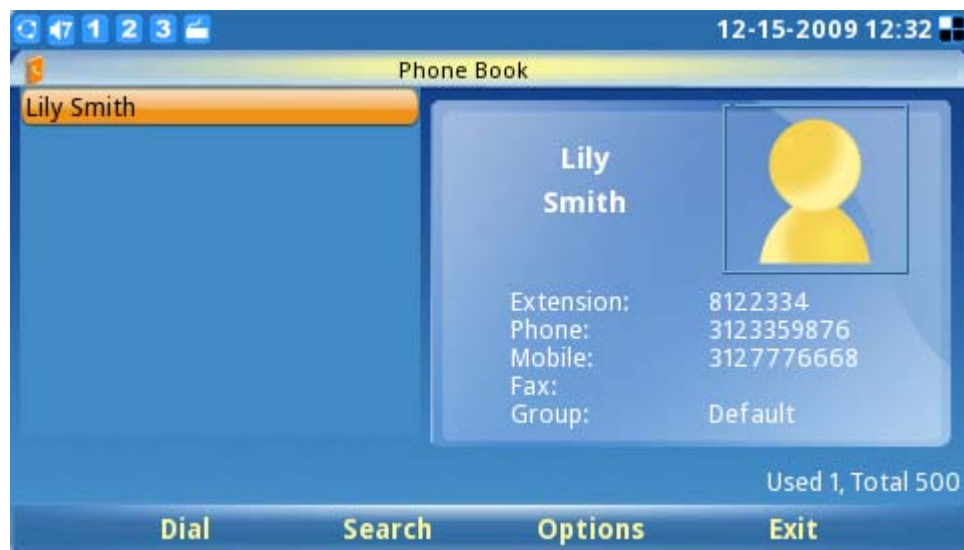 7 1 2 3 12-15-2009 12:32
Phone Book
Lily Smith
Lily
Smith
Extension: 8122334
Phone: 3123359876
Mobile: 3127776668
Fax:
Group: Default
Used 1, Total 500
Dial Search Options Exit